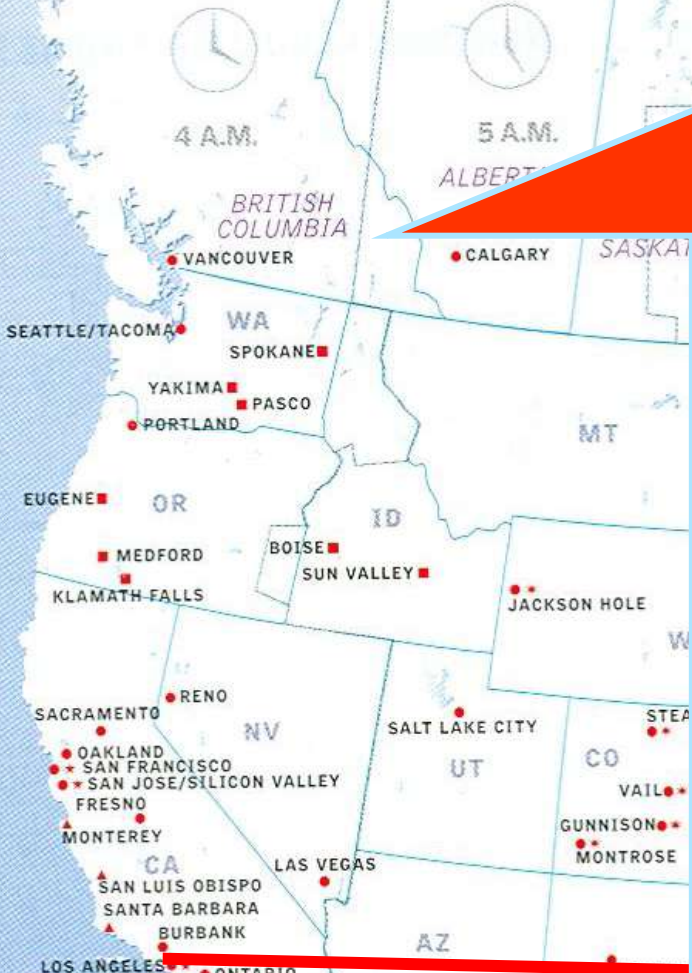 4 A.M.
5 A.M.
BRITISH
COLUMBIA
VANCOUVER
CALGARY
SEATTLE/TACOMA
WA
SPOKANE
YAKIMA
PASCO
PORTLAND
MT
EUGENE
OR
ID
BOISE
MEDFORD
SUN VALLEY
KLAMATH FALLS
JACKSON HOLE
W
RENO
SACRAMENTO
NV
SALT LAKE CITY
OAKLAND
SAN FRANCISCO
UT
CO
SAN JOSE/SILICON VALLEY
VAIL
FRESNO
GUNNISON
MONTEREY
MONTROSE
CA
LAS VEGAS
SAN LUIS OBISPO
SANTA BARBARA
BURBANK
AZ
LOS ANGELES